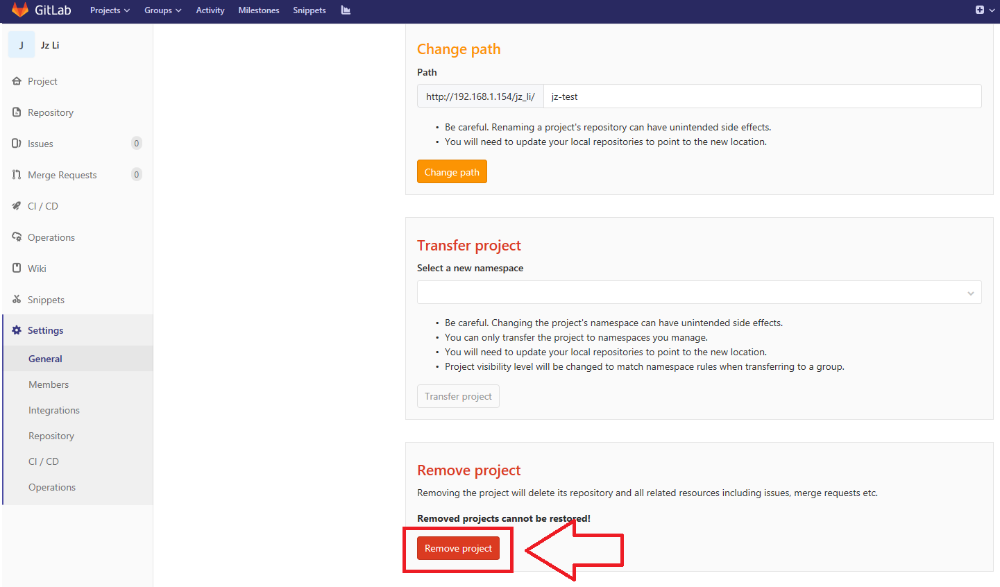 GitLab Projects Groups Activity Milestones Snippets
J Jz Li
Project
Repository
Issues 0
Merge Requests 0
CI / CD
Operations
Wiki
Snippets
Settings
General
Members
Integrations
Repository
CI / CD
Operations
Change path
Path
http://192.168.1.154/jz_li/ jz-test
• Be careful. Renaming a project's repository can have unintended side effects.
• You will need to update your local repositories to point to the new location.
Change path
Transfer project
Select a new namespace
• Be careful. Changing the project's namespace can have unintended side effects.
• You can only transfer the project to namespaces you manage.
• You will need to update your local repositories to point to the new location.
• Project visibility level will be changed to match namespace rules when transferring to a group.
Transfer project
Remove project
Removing the project will delete its repository and all related resources including issues, merge requests etc.
Removed projects cannot be restored!
Remove project